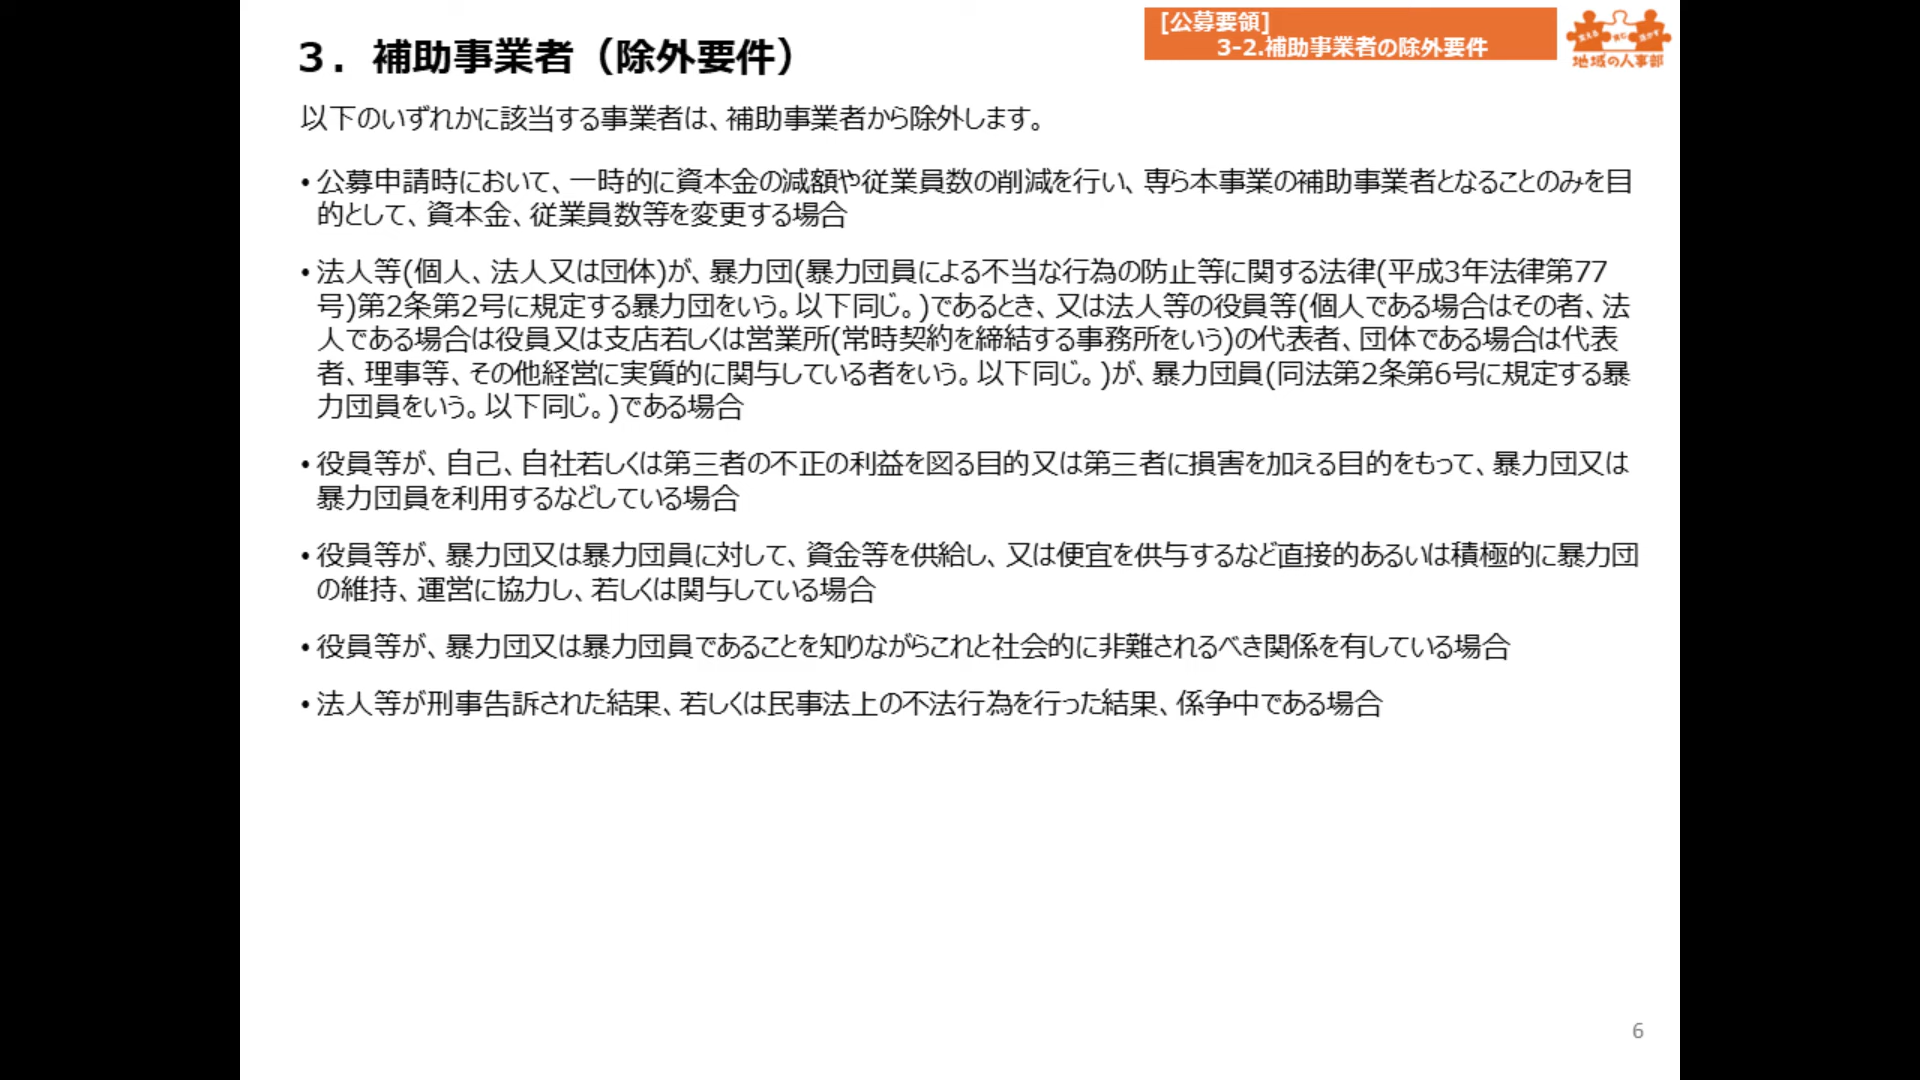 [公募要領]
3-2.補助事業者の除外要件
地域の人事部
3．補助事業者（除外要件）
以下のいずれかに該当する事業者は、補助事業者から除外します。
• 公募申請時において、一時的に資本金の減額や従業員数の削減を行い、専ら本事業の補助事業者となることのみを目
的として、資本金、従業員数等を変更する場合
• 法人等(個人、法人又は団体)が、暴力団(暴力団員による不当な行為の防止等に関する法律(平成3年法律第77
号)第2条第2号に規定する暴力団をいう。以下同じ。)であるとき、又は法人等の役員等(個人である場合はその者、法
人である場合は役員又は支店若しくは営業所(常時契約を締結する事務所をいう)の代表者、団体である場合は代表
者、理事等、その他経営に実質的に関与している者をいう。以下同じ。)が、暴力団員(同法第2条第6号に規定する暴
力団員をいう。以下同じ。)である場合
• 役員等が、自己、自社若しくは第三者の不正の利益を図る目的又は第三者に損害を加える目的をもって、暴力団又は
暴力団員を利用するなどしている場合
• 役員等が、暴力団又は暴力団員に対して、資金等を供給し、又は便宜を供与するなど直接的あるいは積極的に暴力団
の維持、運営に協力し、若しくは関与している場合
• 役員等が、暴力団又は暴力団員であることを知りながらこれと社会的に非難されるべき関係を有している場合
• 法人等が刑事告訴された結果、若しくは民事法上の不法行為を行った結果、係争中である場合
6